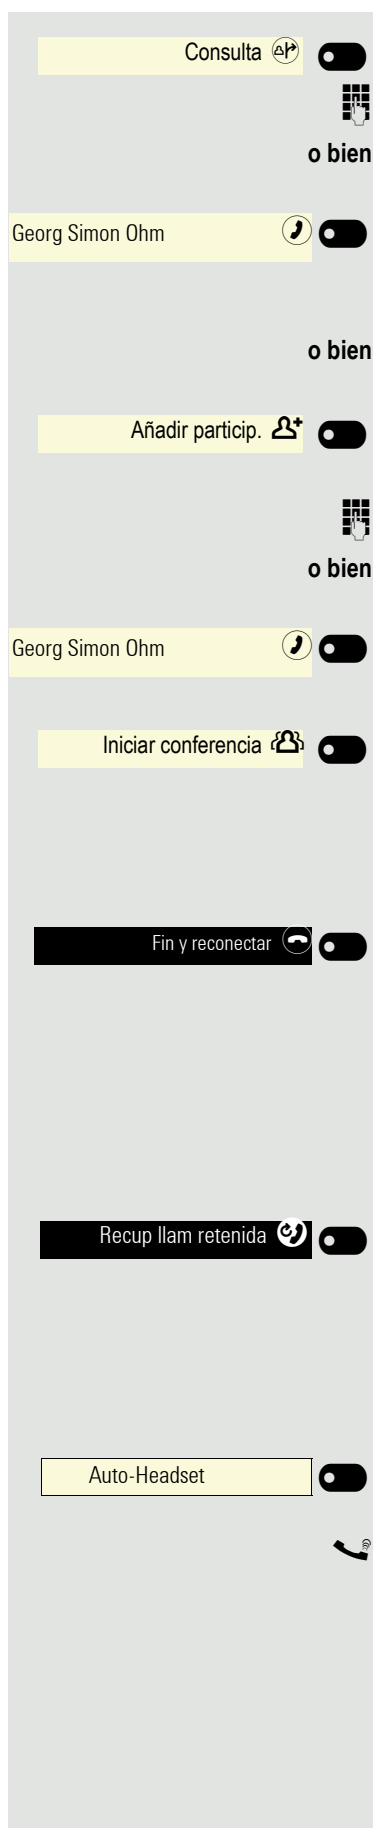 Consulta
o bien
Georg Simon Ohm
o bien
Añadir particip.
o bien
Georg Simon Ohm
Iniciar conferencia
Fin y reconectar
Recup llam retenida
Auto-Headset